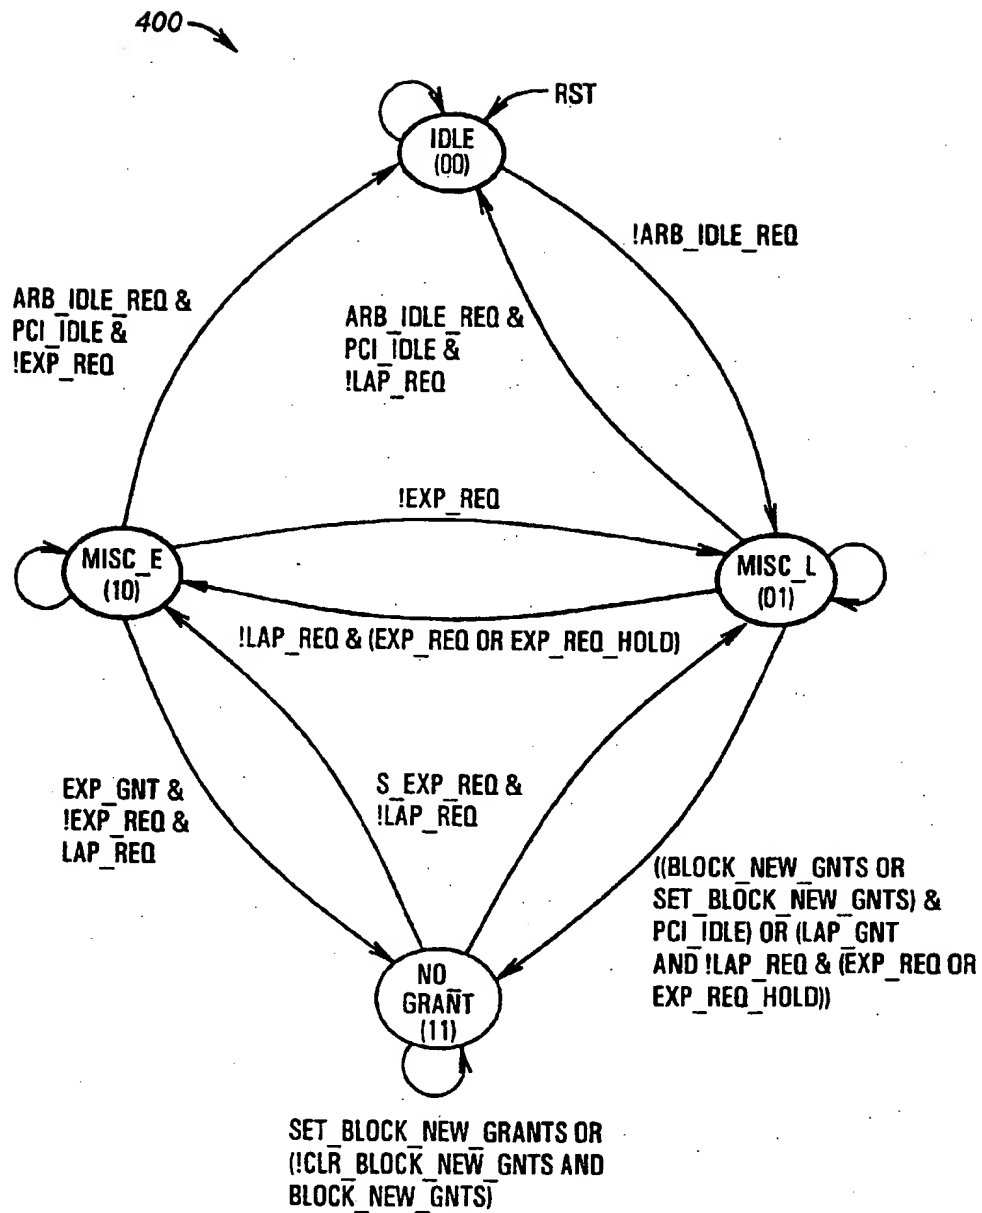 400
RST
IDLE
(00)
!ARB_IDLE_REQ
ARB_IDLE_REQ &
PCI_IDLE &
!EXP_REQ
ARB_IDLE_REQ &
PCI_IDLE &
!LAP_REQ
!EXP_REQ
MISC_E
(10)
MISC_L
(01)
!LAP_REQ & (EXP_REQ OR EXP_REQ_HOLD)
EXP_GNT &
!EXP_REQ &
LAP_REQ
S_EXP_REQ &
!LAP_REQ
((BLOCK_NEW_GNTS OR
SET_BLOCK_NEW_GNTS) &
PCI_IDLE) OR (LAP_GNT
AND !LAP_REQ & (EXP_REQ OR
EXP_REQ_HOLD))
NO_
GRANT
(11)
SET_BLOCK_NEW_GRANTS OR
(!CLR_BLOCK_NEW_GNTS AND
BLOCK_NEW_GNTS)